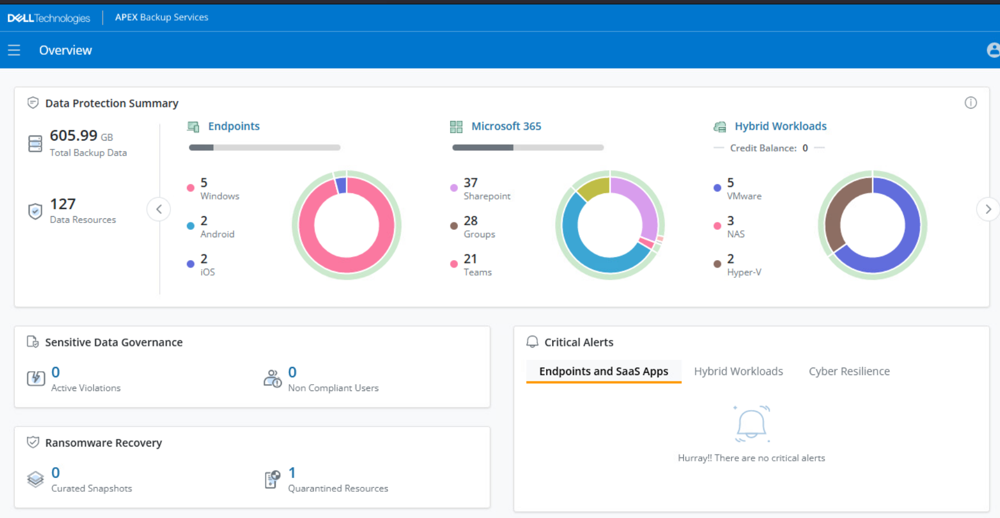 DELLTechnologies | APEX Backup Services
Overview
Data Protection Summary
605.99 GB
Total Backup Data
127
Data Resources
Endpoints
5
Windows
2
Android
2
iOS
Microsoft 365
37
Sharepoint
28
Groups
21
Teams
Hybrid Workloads
Credit Balance: 0
5
VMware
3
NAS
2
Hyper-V
Sensitive Data Governance
0
Active Violations
0
Non Compliant Users
Ransomware Recovery
0
Curated Snapshots
1
Quarantined Resources
Critical Alerts
Endpoints and SaaS Apps
Hybrid Workloads
Cyber Resilience
Hurray!! There are no critical alerts